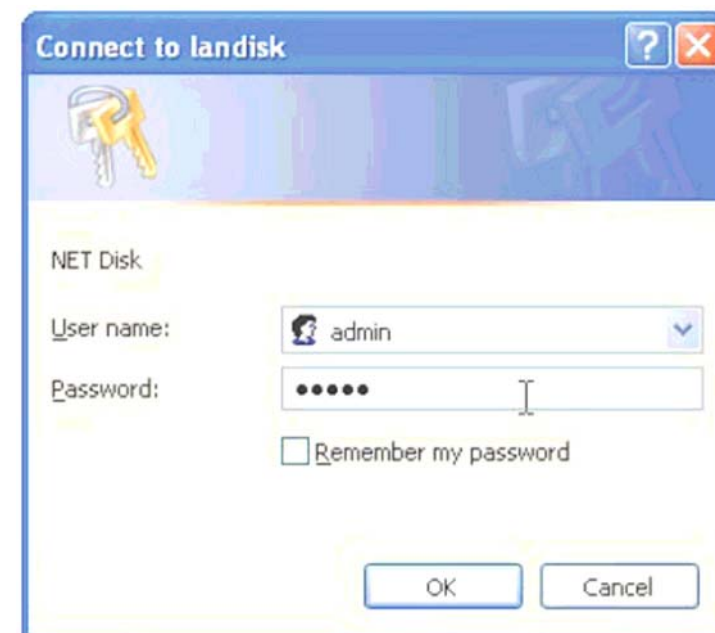 Connect to landisk
NET Disk
User name: admin
Password: •••••
Remember my password
OK Cancel